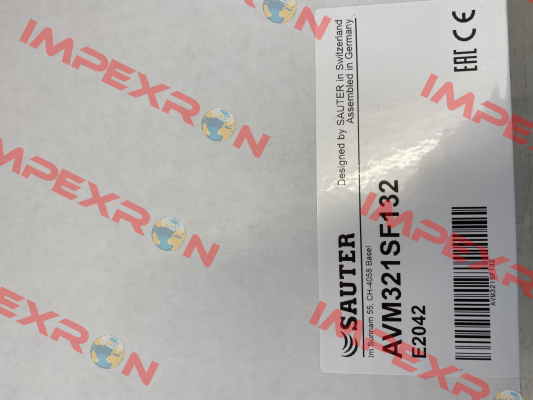 SAUTER
Im Surinam 55, CH-4058 Basel
Designed by SAUTER in Switzerland
Assembled in Germany
AVM321SF132
E2042
AVM321SF132
EAC CE
IMPEXRON
IMPEXRON
IMPEXRON
IMPEXRON
IMPEXRON
IMPEXRON
IMPEXRON